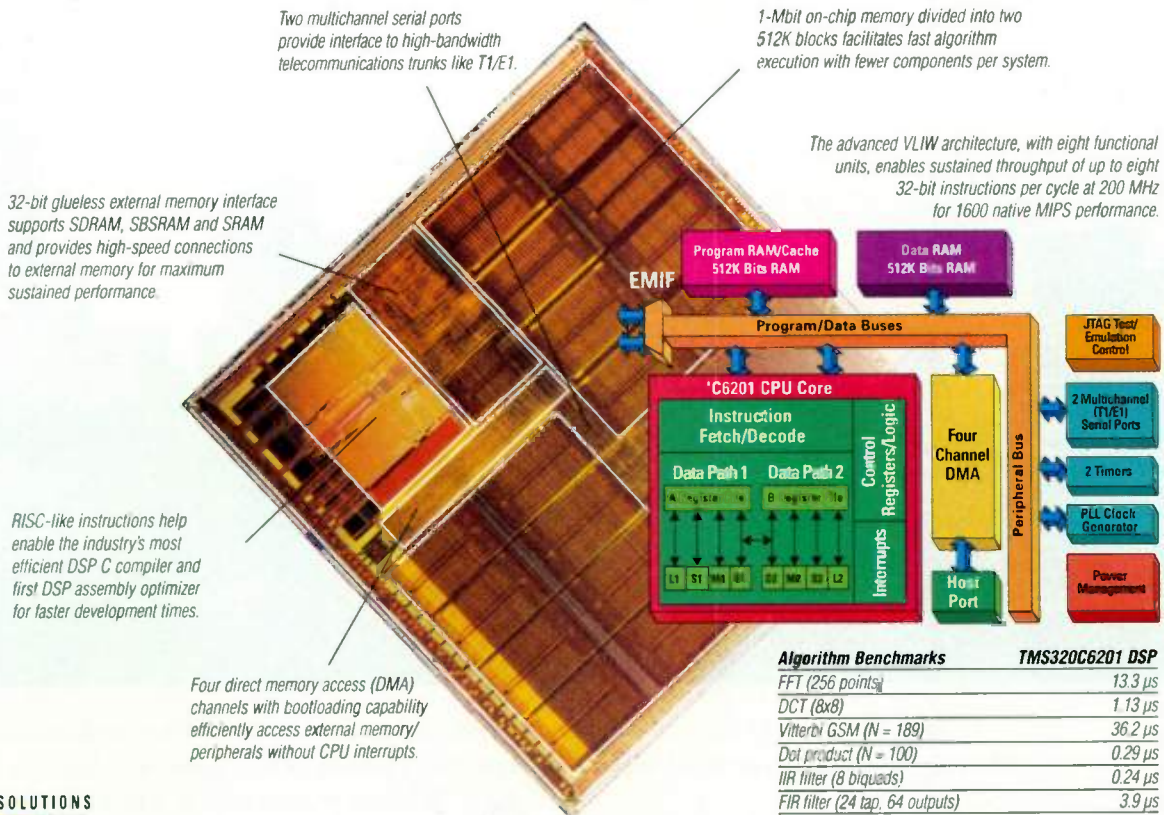 Two multichannel serial ports
provide interface to high-bandwidth
telecommunications trunks like T1/E1.
1-Mbit on-chip memory divided into two
512K blocks facilitates fast algorithm
execution with fewer components per system.
The advanced VLIW architecture, with eight functional
units, enables sustained throughput of up to eight
32-bit instructions per cycle at 200 MHz
for 1600 native MIPS performance.
32-bit glueless external memory interface
supports SDRAM, SBSRAM and SRAM
and provides high-speed connections
to external memory for maximum
sustained performance.
Program RAM/Cache
512K Bits RAM
Data RAM
512K Bits RAM
EMIF
Program/Data Buses
JTAG Test/
Emulation
Control
'C6201 CPU Core
Instruction
Fetch/Decode
Control
Registers/Logic
Data Path 1
Data Path 2
A Register File
B Register File
L1 S1 M1
M2 S2 L2
Interrupts
Four
Channel
DMA
Host
Port
Peripheral Bus
2 Multichannel
(T1/E1)
Serial Ports
2 Timers
PLL Clock
Generator
Power
Management
RISC-like instructions help
enable the industry's most
efficient DSP C compiler and
first DSP assembly optimizer
for faster development times.
Four direct memory access (DMA)
channels with bootloading capability
efficiently access external memory/
peripherals without CPU interrupts.
Algorithm Benchmarks TMS320C6201 DSP
FFT (256 points) 13.3 µs
DCT (8x8) 1.13 µs
Vitterbi GSM (N = 189) 36.2 µs
Dot product (N = 100) 0.29 µs
IIR filter (8 biquads) 0.24 µs
FIR filter (24 tap, 64 outputs) 3.9 µs
SOLUTIONS